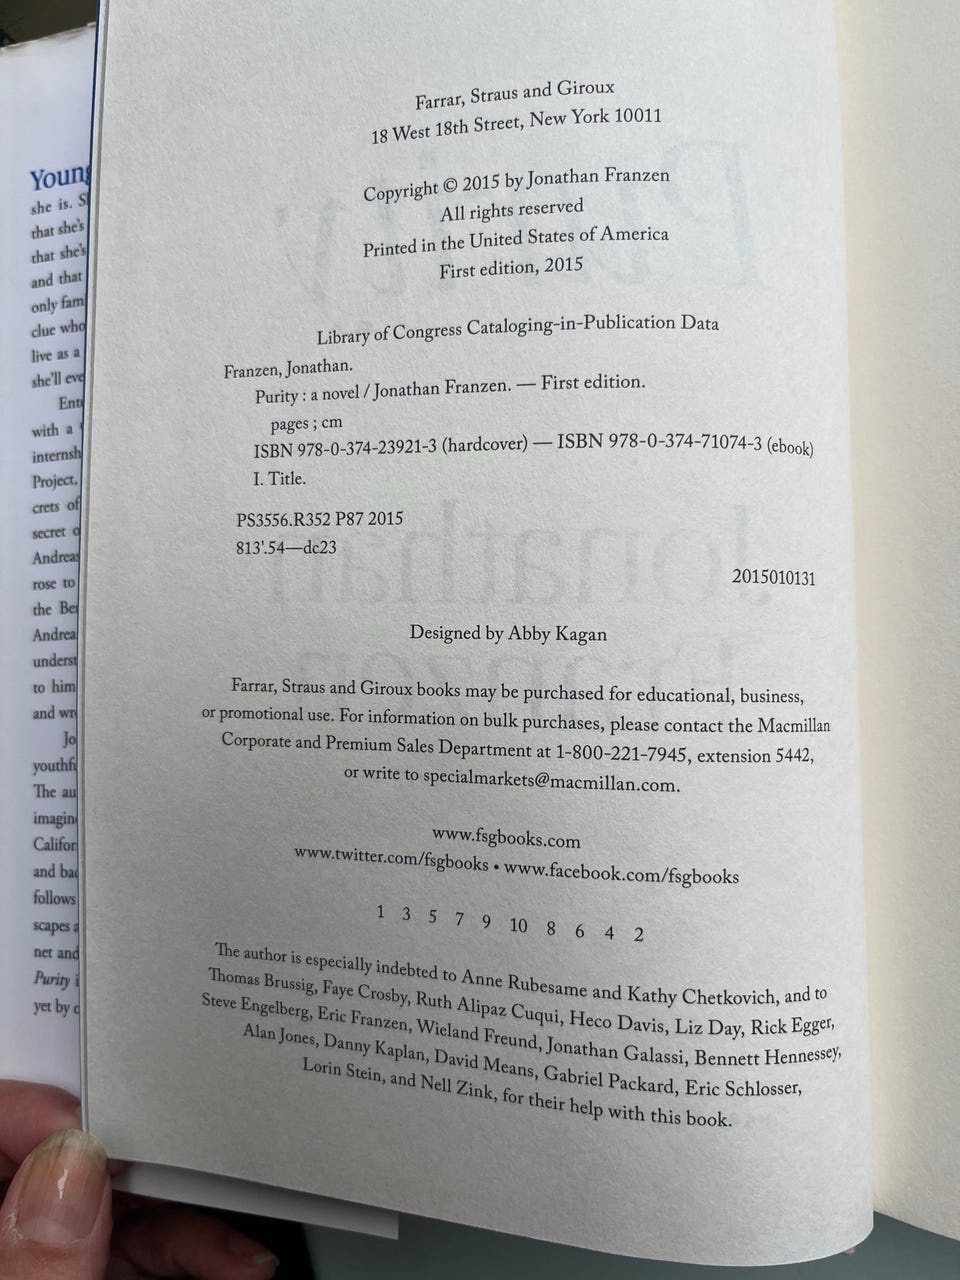 Farrar, Straus and Giroux
18 West 18th Street, New York 10011
Copyright © 2015 by Jonathan Franzen
All rights reserved
Printed in the United States of America
First edition, 2015
Library of Congress Cataloging-in-Publication Data
Franzen, Jonathan.
Purity : a novel / Jonathan Franzen. — First edition.
pages ; cm
ISBN 978-0-374-23921-3 (hardcover) — ISBN 978-0-374-71074-3 (ebook)
I. Title.
PS3556.R352 P87 2015
813'.54—dc23
2015010131
Designed by Abby Kagan
Farrar, Straus and Giroux books may be purchased for educational, business,
or promotional use. For information on bulk purchases, please contact the Macmillan
Corporate and Premium Sales Department at 1-800-221-7945, extension 5442,
or write to specialmarkets@macmillan.com.
www.fsgbooks.com
www.twitter.com/fsgbooks • www.facebook.com/fsgbooks
1 3 5 7 9 10 8 6 4 2
The author is especially indebted to Anne Rubesame and Kathy Chetkovich, and to
Thomas Brussig, Faye Crosby, Ruth Alipaz Cuqui, Heco Davis, Liz Day, Rick Egger,
Steve Engelberg, Eric Franzen, Wieland Freund, Jonathan Galassi, Bennett Hennessey,
Alan Jones, Danny Kaplan, David Means, Gabriel Packard, Eric Schlosser,
Lorin Stein, and Nell Zink, for their help with this book.
Young
she is. S
that she's
that she's
and that
only fam
clue who
live as a
she'll eve
Ent
with a
internsh
Project,
crets of
secret o
Andreas
rose to
the Be
Andrea
underst
to him
and wr
Jo
youthfu
The au
imagin
Califor
and bac
follows
scapes a
net and
Purity i
yet by c